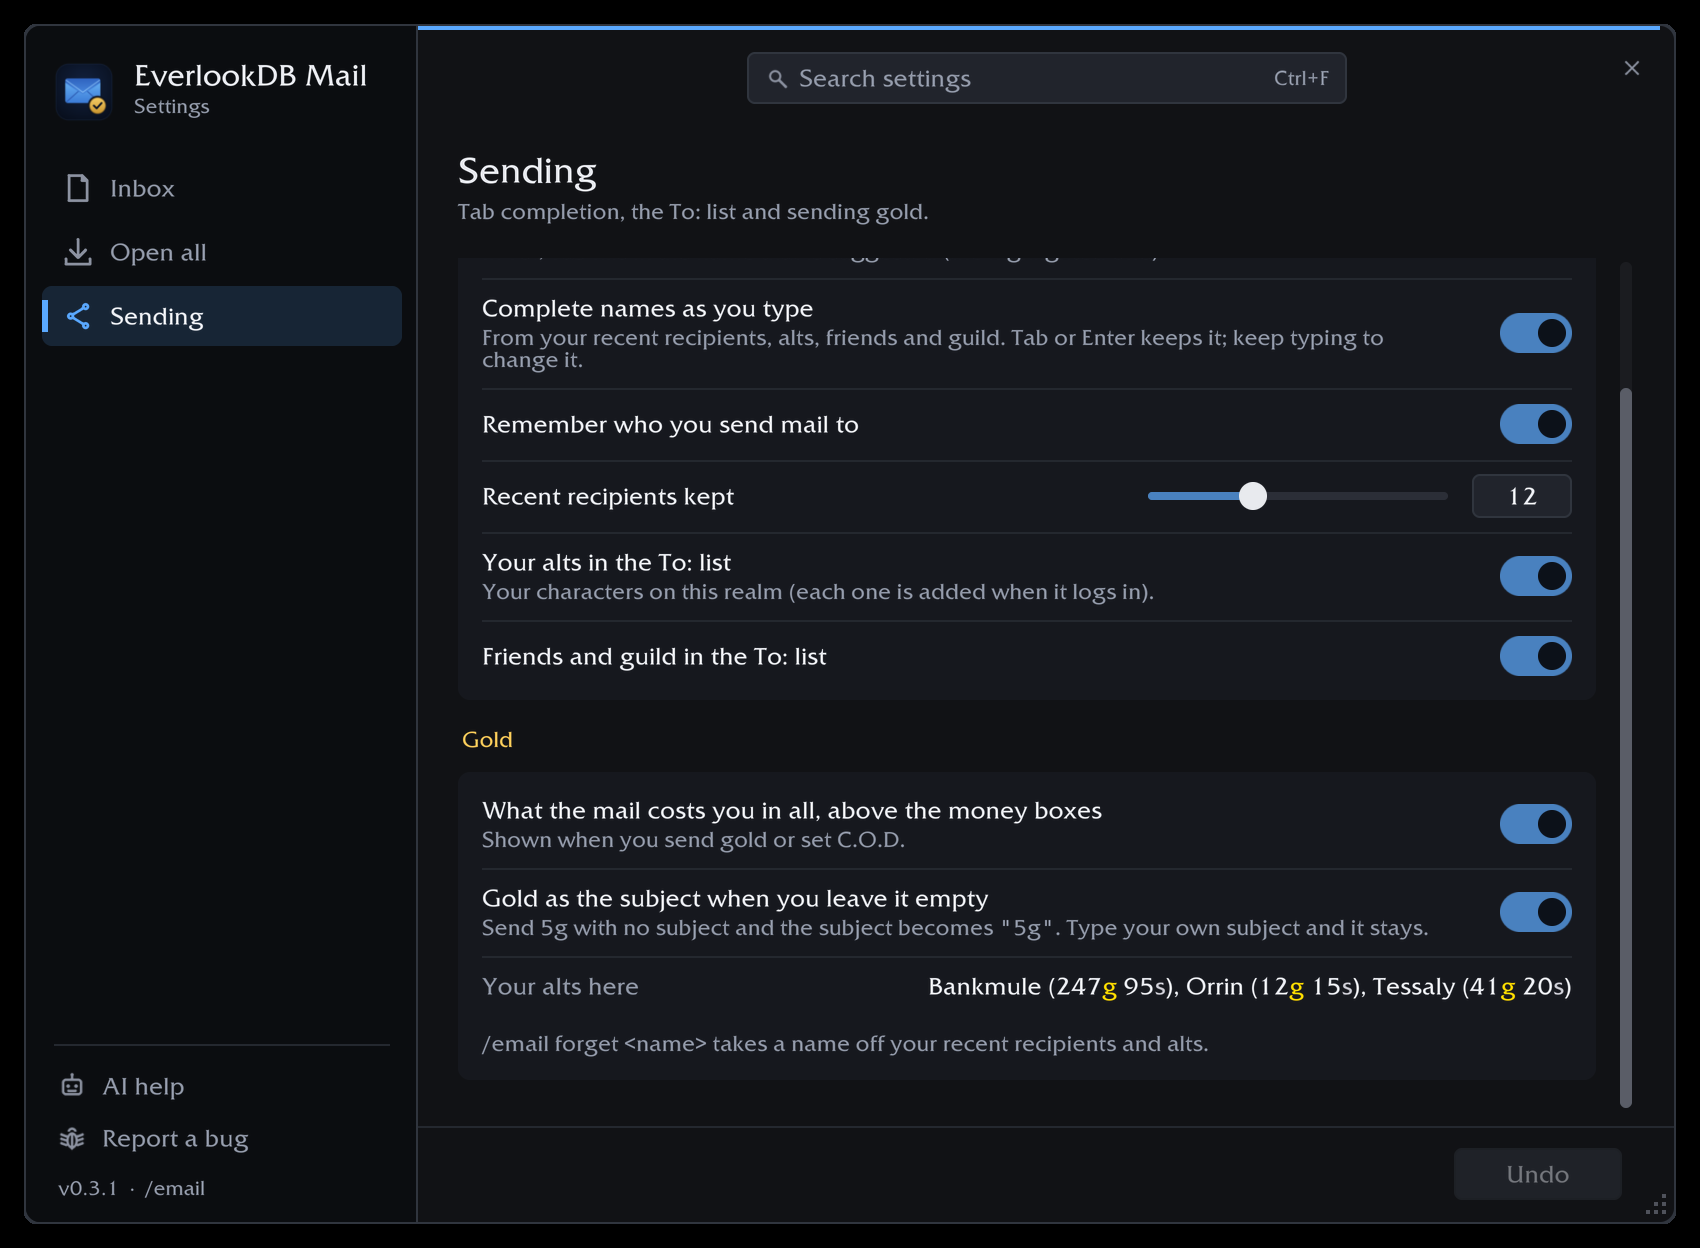 EverlookDB Mail
Settings
Inbox
Open all
Sending
AI help
Report a bug
v0.3.1 · /email
Search settings
Ctrl+F
Sending
Tab completion, the To: list and sending gold.
Complete names as you type
From your recent recipients, alts, friends and guild. Tab or Enter keeps it; keep typing to
change it.
Remember who you send mail to
Recent recipients kept
12
Your alts in the To: list
Your characters on this realm (each one is added when it logs in).
Friends and guild in the To: list
Gold
What the mail costs you in all, above the money boxes
Shown when you send gold or set C.O.D.
Gold as the subject when you leave it empty
Send 5g with no subject and the subject becomes "5g". Type your own subject and it stays.
Your alts here
Bankmule (247g 95s), Orrin (12g 15s), Tessaly (41g 20s)
/email forget <name> takes a name off your recent recipients and alts.
Undo